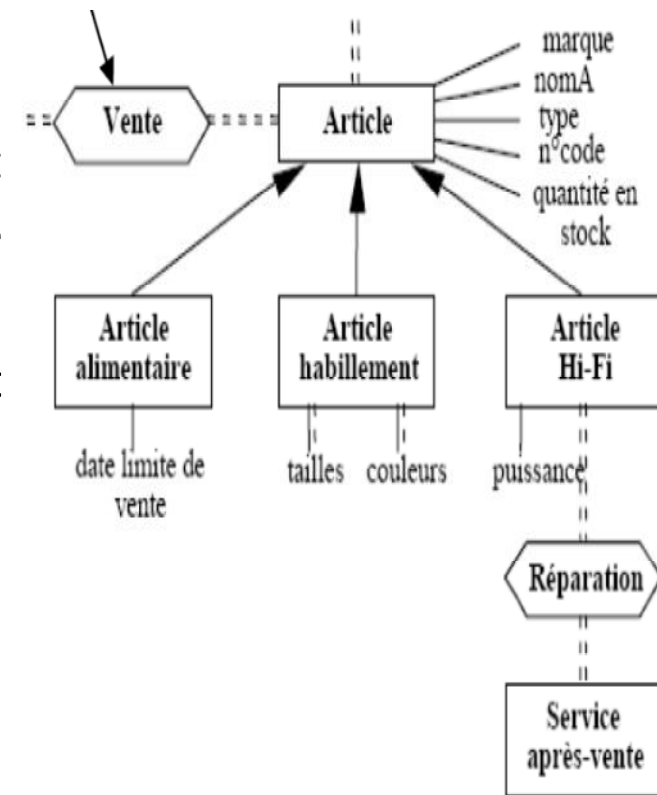 marque
nomA
Vente
Article
type
n°code
quantité en
stock
Article
alimentaire
Article
habillement
Article
Hi-Fi
date limite de
vente
tailles
couleurs
puissance
Réparation
Service
après-vente